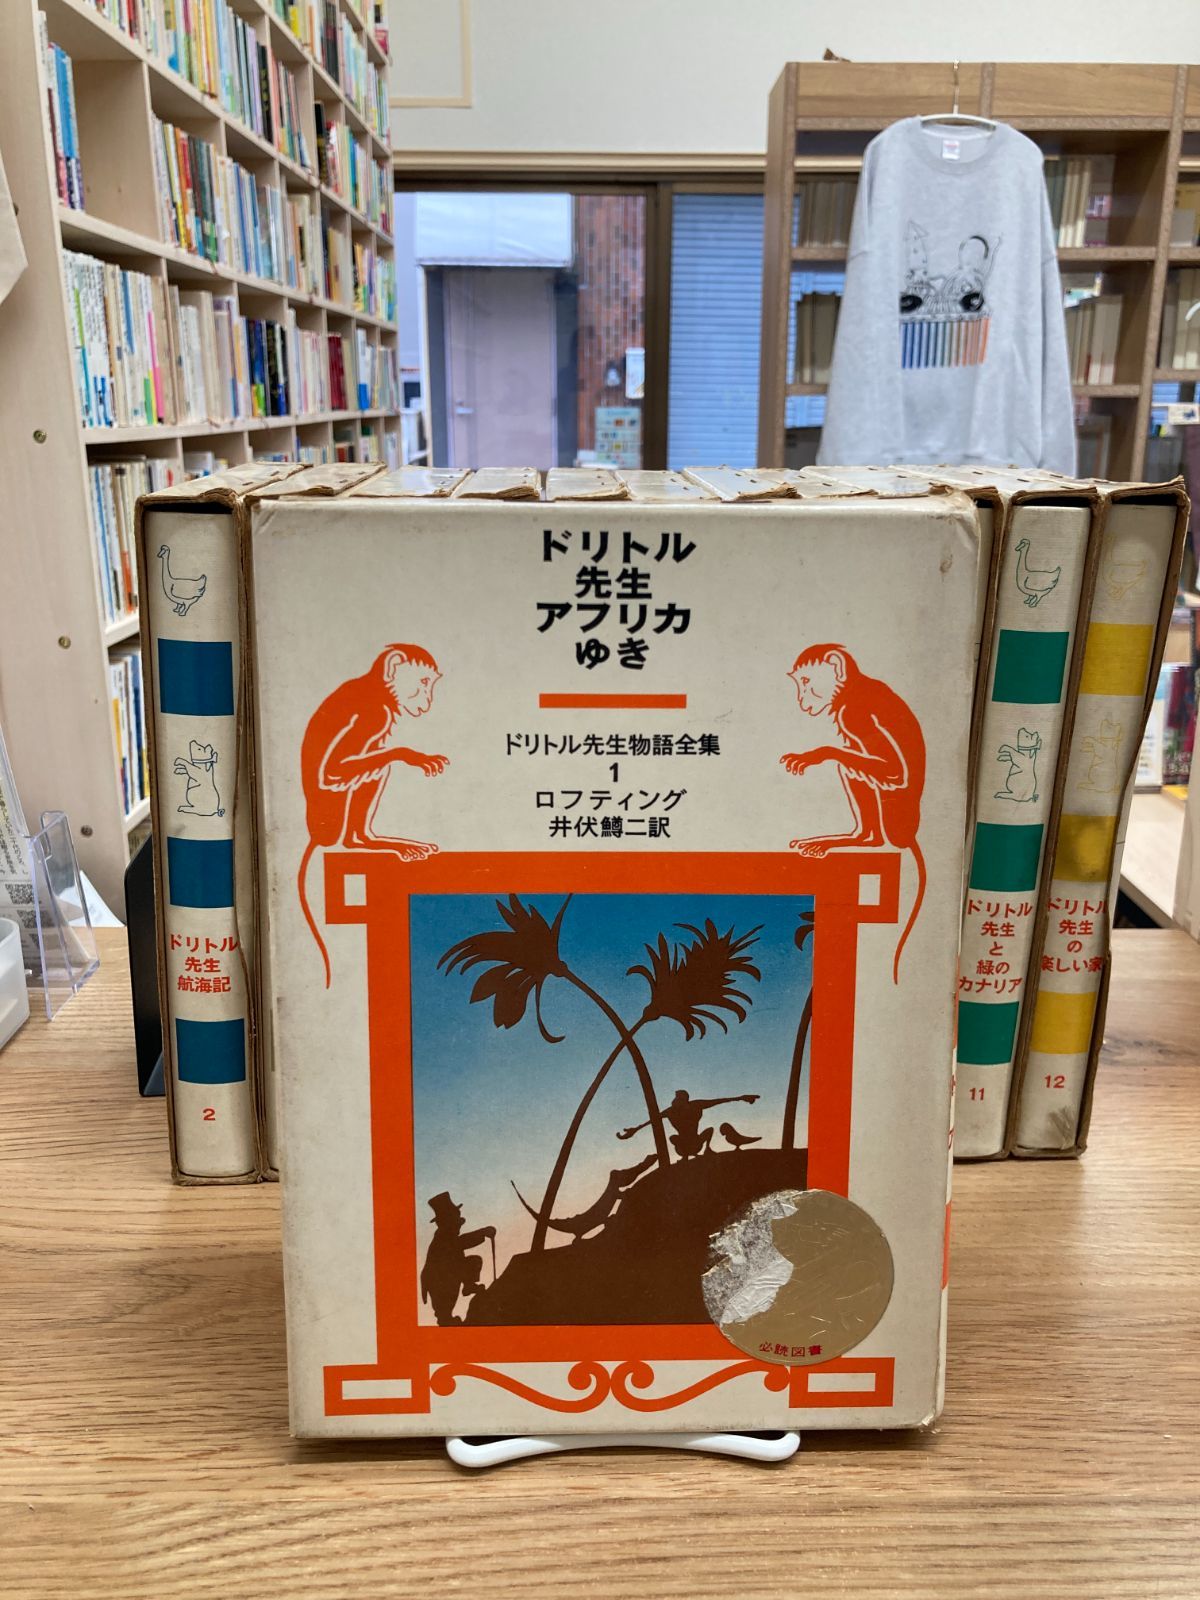 ドリトル
先生
アフリカ
ゆき
ドリトル先生物語全集
1
ロフティング
井伏鱒二訳
必読図書
ドリトル
先生
航海記
2
ドリトル
先生
と
緑の
カナリア
11
ドリトル
先生
の
楽しい家
12